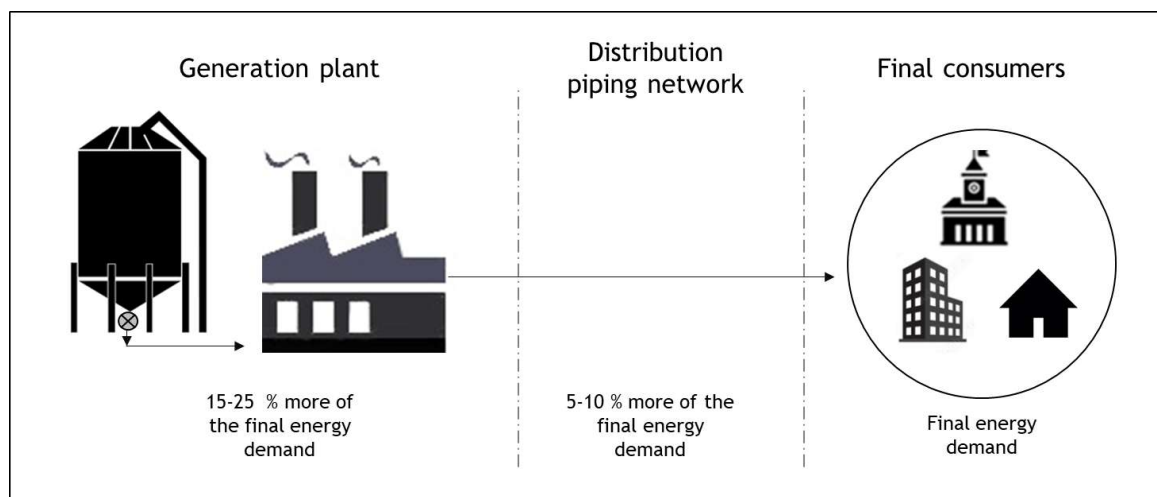 Generation plant
Distribution
piping network
Final consumers
15-25 % more of
the final energy
demand
5-10 % more of the
final energy
demand
Final energy
demand